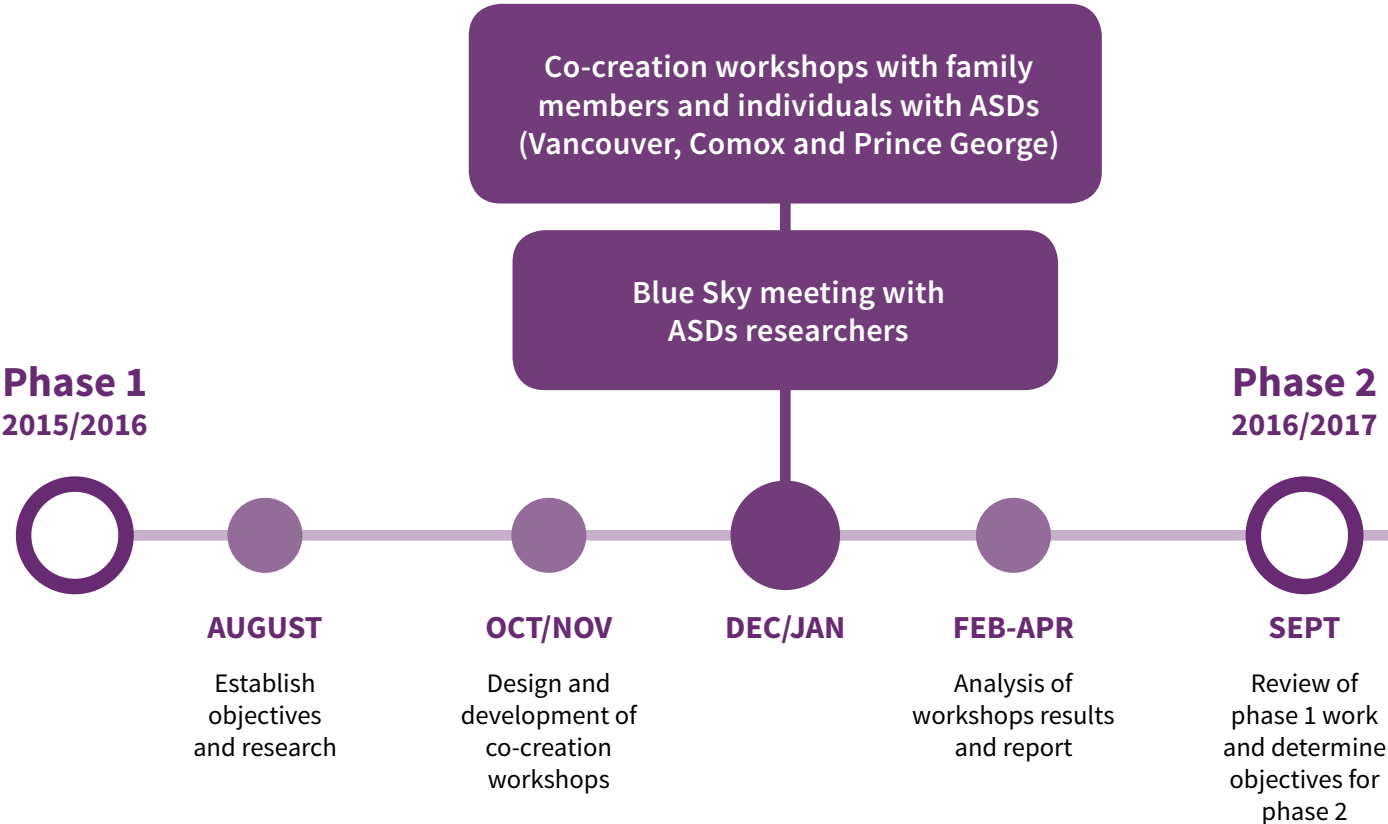 Co-creation workshops with family
members and individuals with ASDs
(Vancouver, Comox and Prince George)
Blue Sky meeting with
ASDs researchers
Phase 1
2015/2016
Phase 2
2016/2017
AUGUST
Establish
objectives
and research
OCT/NOV
Design and
development of
co-creation
workshops
DEC/JAN
FEB-APR
Analysis of
workshops results
and report
SEPT
Review of
phase 1 work
and determine
objectives for
phase 2